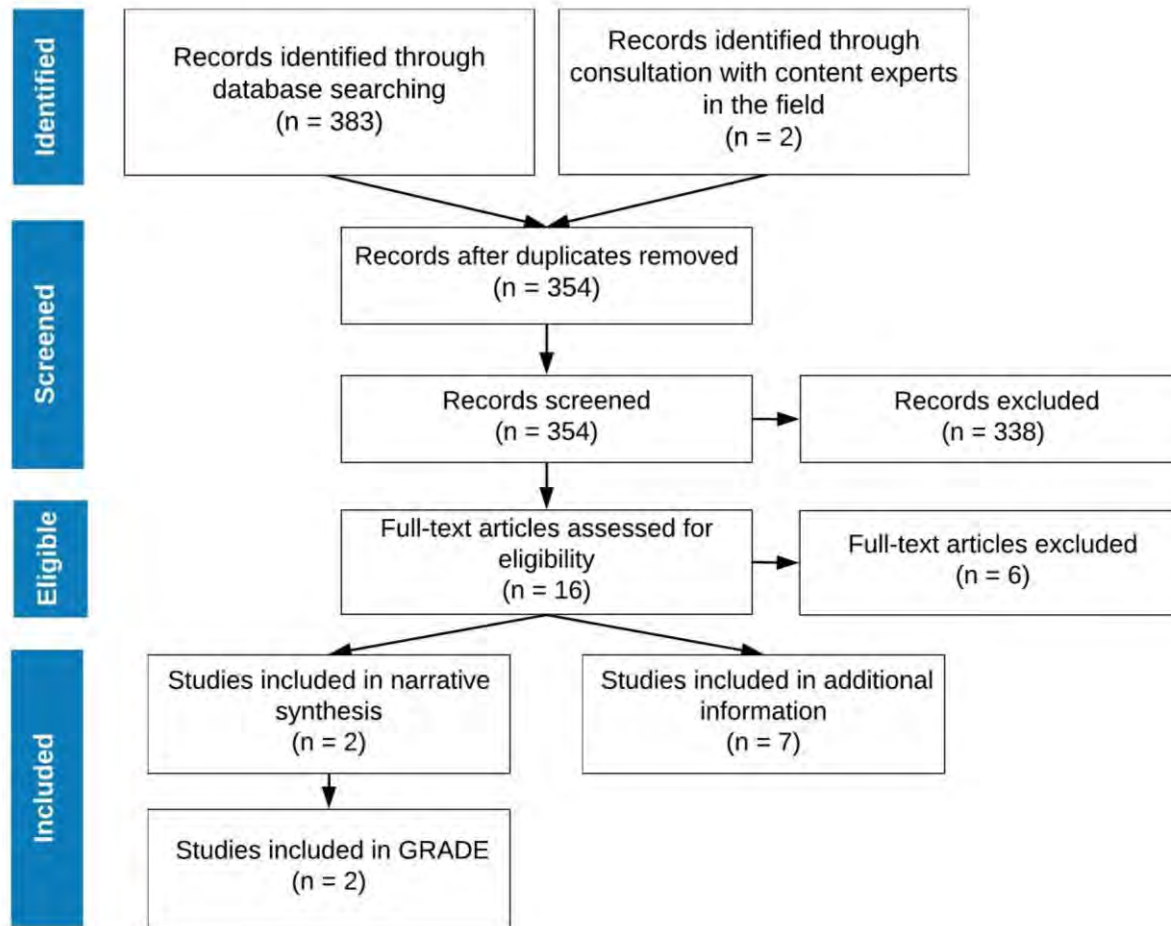 Identified
Records identified through
database searching
(n = 383)
Records identified through
consultation with content experts
in the field
(n = 2)
Screened
Records after duplicates removed
(n = 354)
Records screened
(n = 354)
Records excluded
(n = 338)
Eligible
Full-text articles assessed for
eligibility
(n = 16)
Full-text articles excluded
(n = 6)
Included
Studies included in narrative
synthesis
(n = 2)
Studies included in additional
information
(n = 7)
Studies included in GRADE
(n = 2)